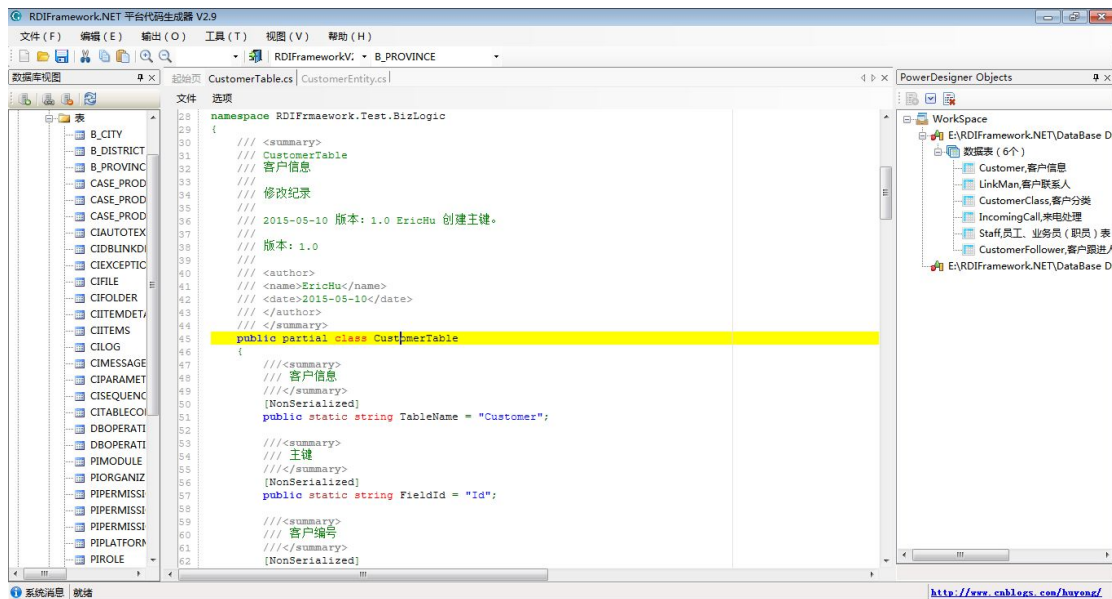 RDIFramework.NET 平台代码生成器 V2.9
文件(F) 编辑(E) 输出(O) 工具(T) 视图(V) 帮助(H)
RDIFrameworkV; B_PROVINCE
数据库视图
起始页 CustomerTable.cs CustomerEntity.cs
PowerDesigner Objects
文件 选项
表
B_CITY
B_DISTRICT
B_PROVINC
CASE_PROD
CASE_PROD
CASE_PROD
CIAUTOTEX
CIDBLINKD
CIEXCEPTIC
CIFILE
CIFOLDER
CIITEMDET
CIITEMS
CILOG
CIMESSAGE
CIPARAMET
CISEQUENC
CITABLECO
DBOPERATI
DBOPERATI
PIMODULE
PIORGANIZ
PIPERMISSI
PIPERMISSI
PIPERMISSI
PIPLATFORM
PIROLE
28 namespace RDIFrmaework.Test.BizLogic
29 {
30 /// <summary>
31 /// CustomerTable
32 /// 客户信息
33 ///
34 /// 修改纪录
35 ///
36 /// 2015-05-10 版本：1.0 EricHu 创建主键。
37 ///
38 /// 版本：1.0
39 ///
40 /// <author>
41 /// <name>EricHu</name>
42 /// <date>2015-05-10</date>
43 /// </author>
44 /// </summary>
45 public partial class CustomerTable
46 {
47 ///<summary>
48 /// 客户信息
49 ///</summary>
50 [NonSerialized]
51 public static string TableName = "Customer";
52
53 ///<summary>
54 /// 主键
55 ///</summary>
56 [NonSerialized]
57 public static string FieldId = "Id";
58
59 ///<summary>
60 /// 客户编号
61 ///</summary>
62 [NonSerialized]
WorkSpace
E:\RDIFramework.NET\DataBase D
数据表（6个）
Customer,客户信息
LinkMan,客户联系人
CustomerClass,客户分类
IncomingCall,来电处理
Staff,员工、业务员（职员）表
CustomerFollower,客户跟进人
E:\RDIFramework.NET\DataBase D
系统消息 就绪
http://www.cnblogs.com/huyong/